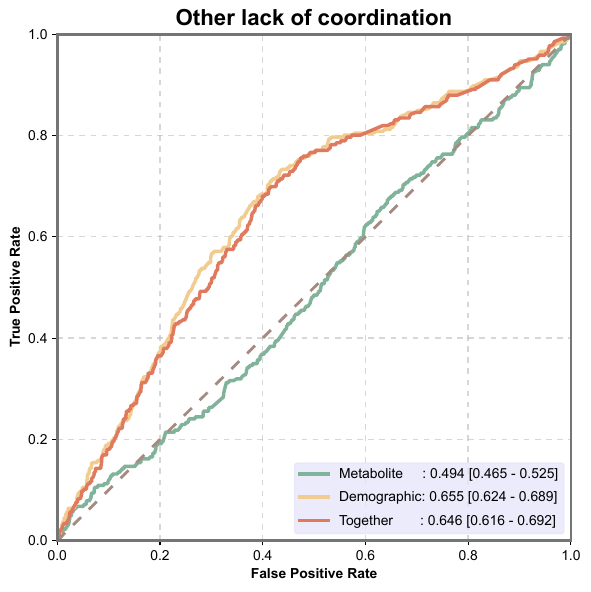 Other lack of coordination
1.0
0.8
0.6
0.4
0.2
0.0
True Positive Rate
Metabolite : 0.494 [0.465 - 0.525]
Demographic: 0.655 [0.624 - 0.689]
Together : 0.646 [0.616 - 0.692]
0.0 0.2 0.4 0.6 0.8 1.0
False Positive Rate